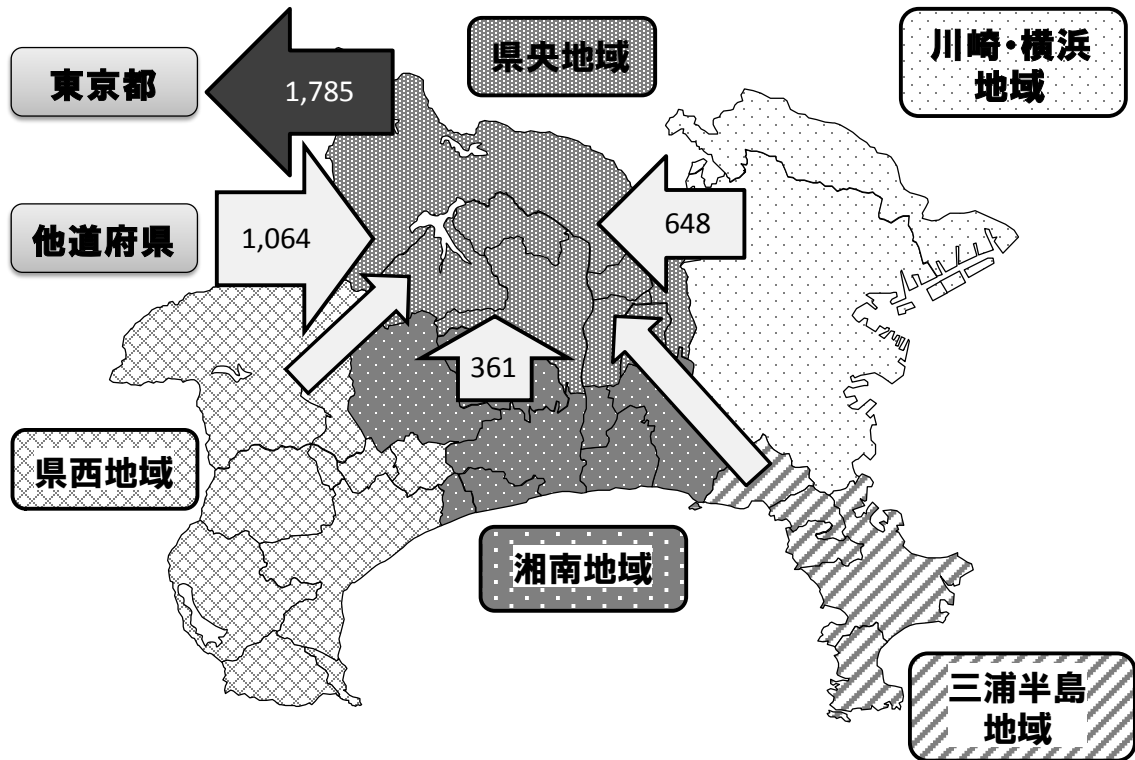 東京都
1,785
県央地域
川崎・横浜
地域
他道府県
1,064
648
361
県西地域
湘南地域
三浦半島
地域